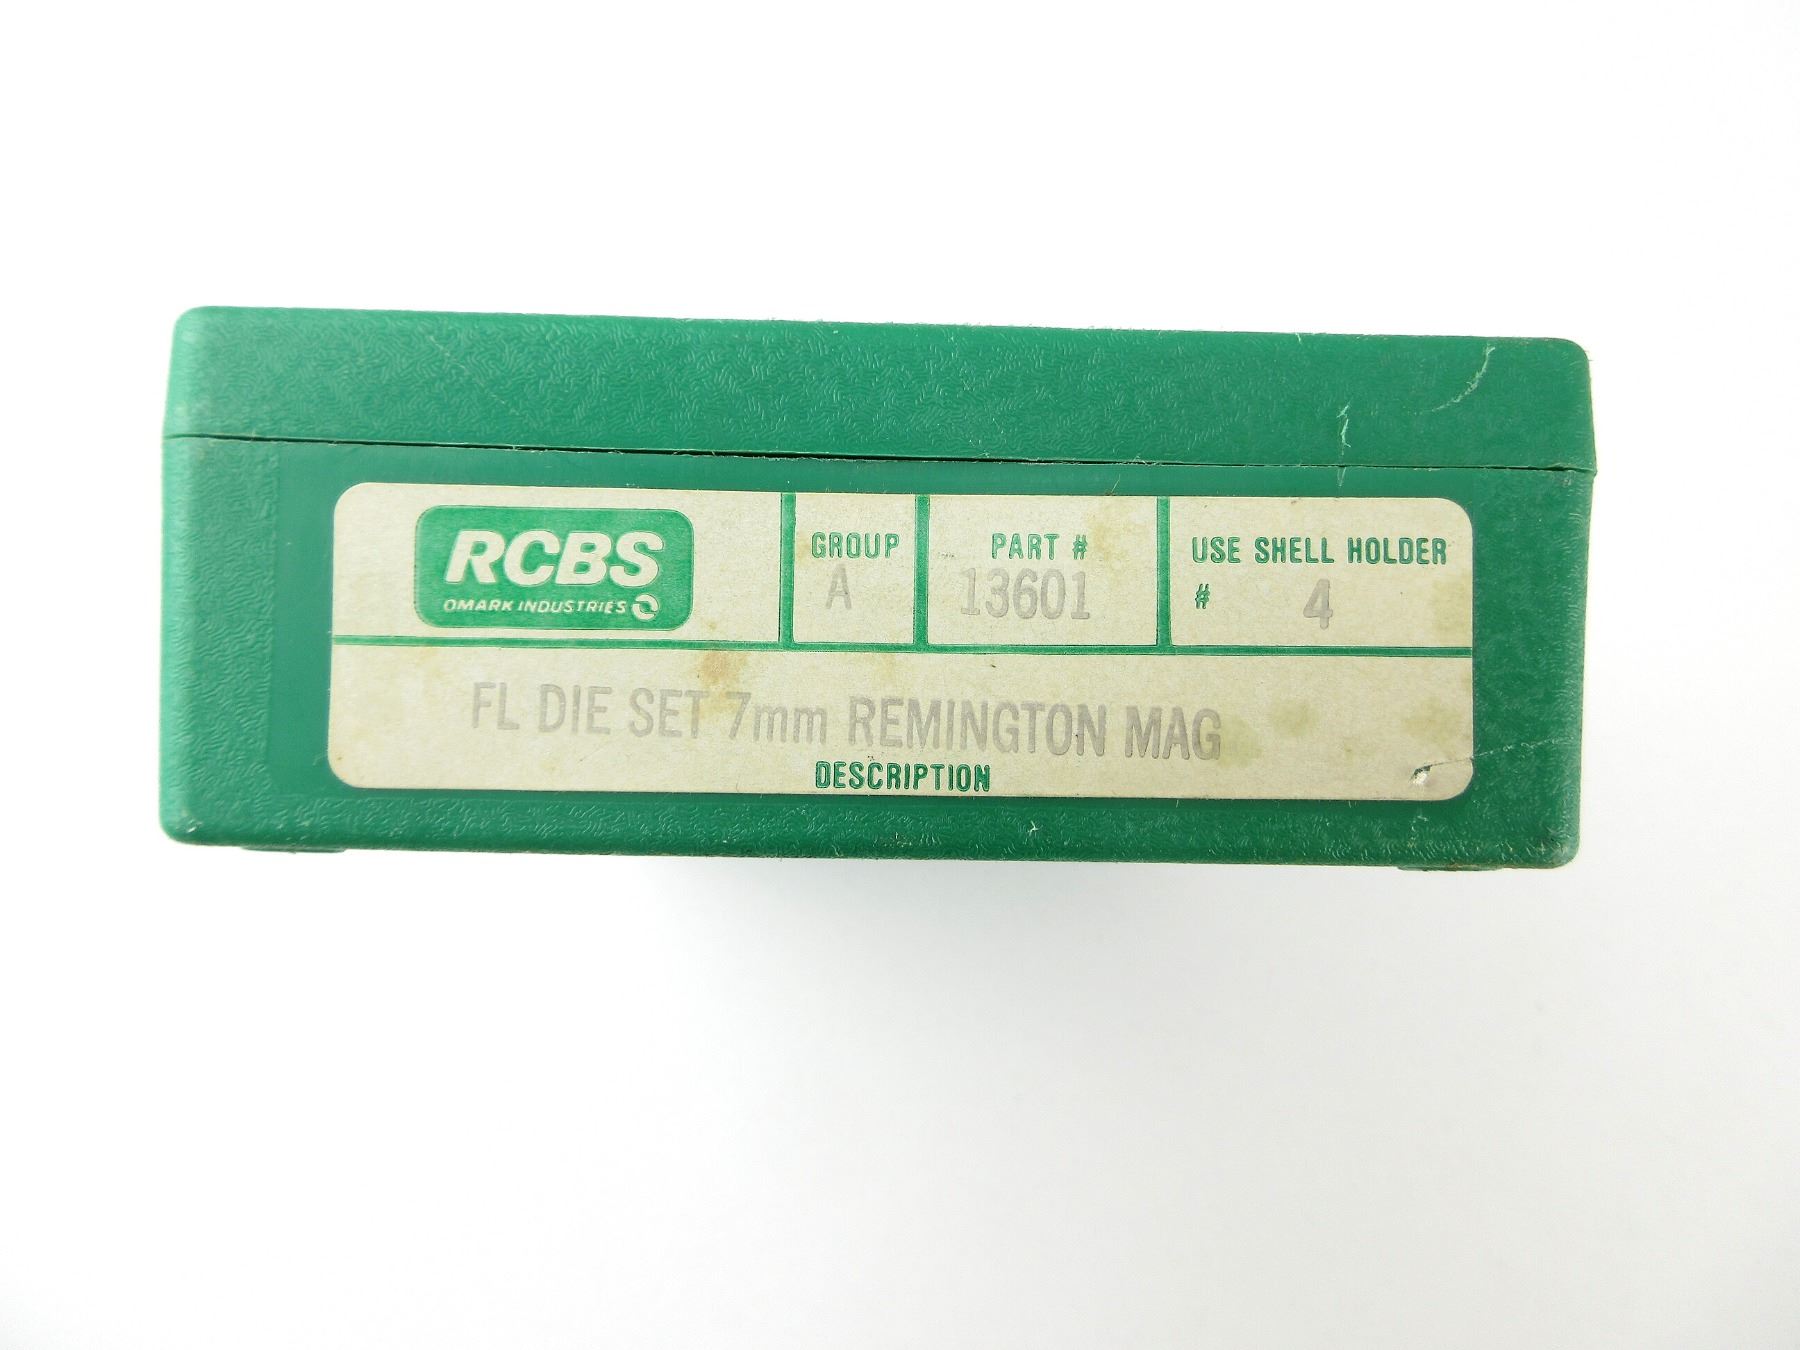 RCBS
OMARK INDUSTRIES
GROUP
A
PART #
13601
USE SHELL HOLDER
# 4
FL DIE SET 7mm REMINGTON MAG
DESCRIPTION